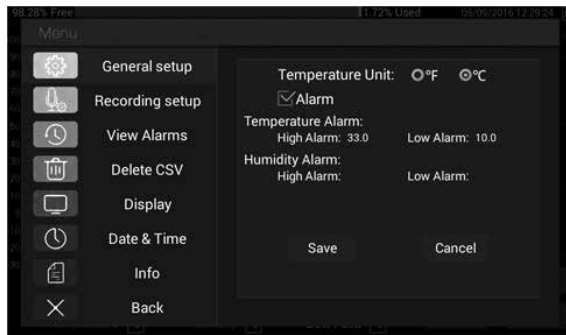 98.28% Free 1.72% Used 05/09/2016 12:29:24
Menu
General setup
Recording setup
View Alarms
Delete CSV
Display
Date & Time
Info
Back
Temperature Unit: °F °C
Alarm
Temperature Alarm:
High Alarm: 33.0 Low Alarm: 10.0
Humidity Alarm:
High Alarm: Low Alarm:
Save Cancel